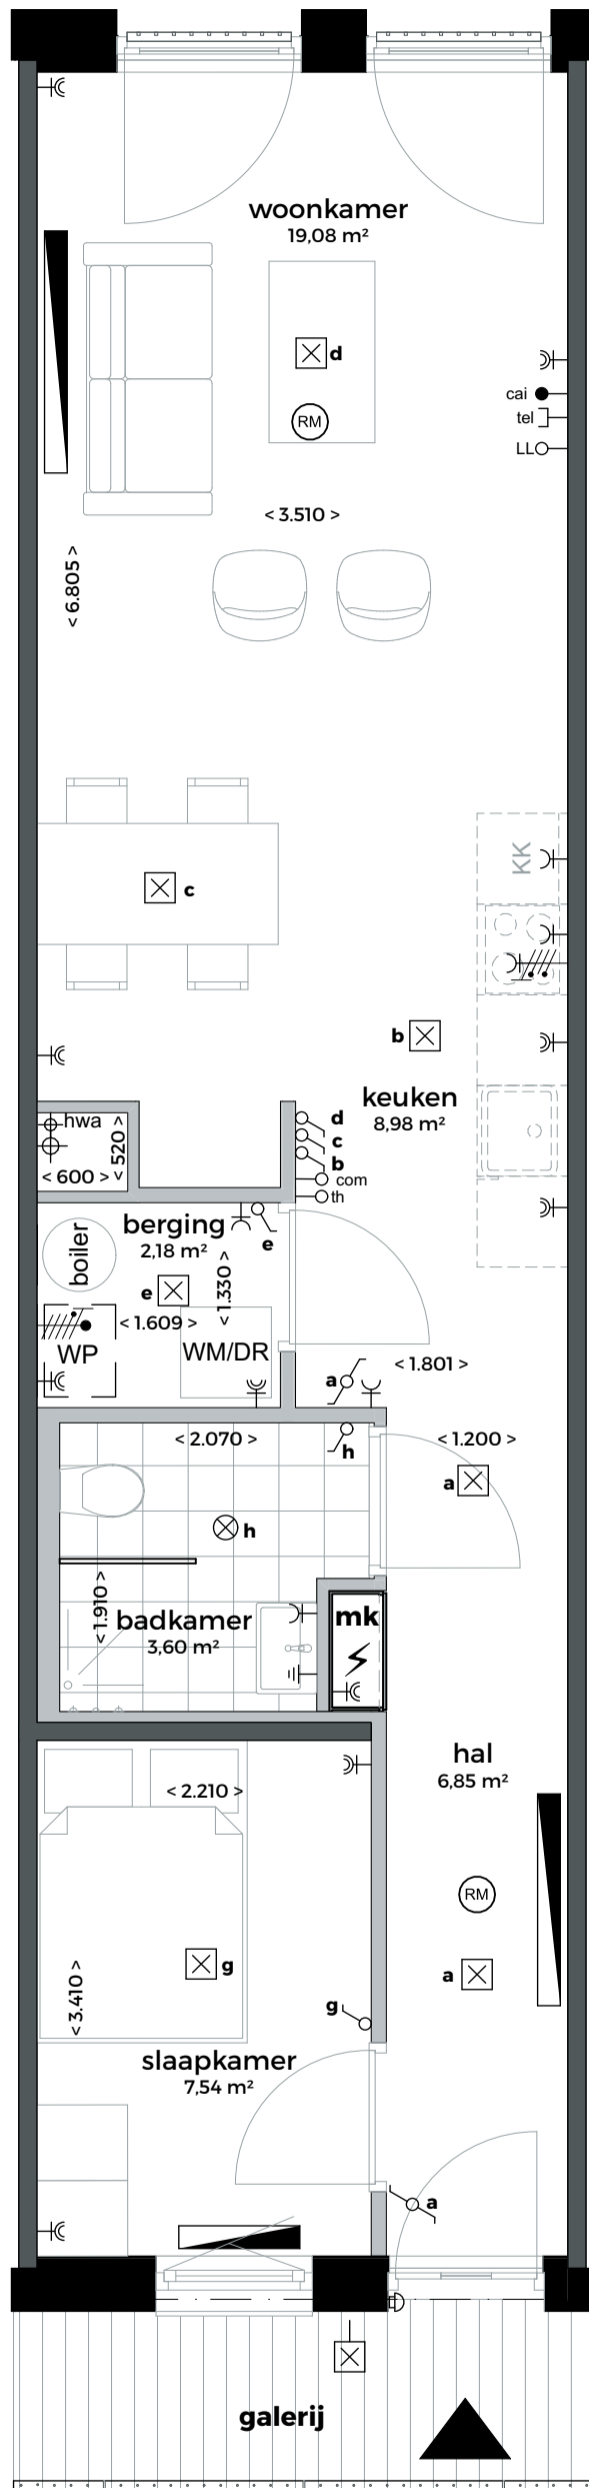 woonkamer
19,08 m²
d
RM
cai
tel
LL
< 3.510 >
< 6.805 >
KK
c
b
keuken
8,98 m²
hwa
< 520 >
< 600 >
d
c
b
com
th
berging
2,18 m²
e
boiler
e
< 1.330 >
< 1.609 >
WP
WM/DR
< 1.801 >
a
< 2.070 >
h
< 1.200 >
a
h
< 1.910 >
badkamer
3,60 m²
mk
hal
6,85 m²
< 2.210 >
RM
g
a
< 3.410 >
g
slaapkamer
7,54 m²
a
galerij